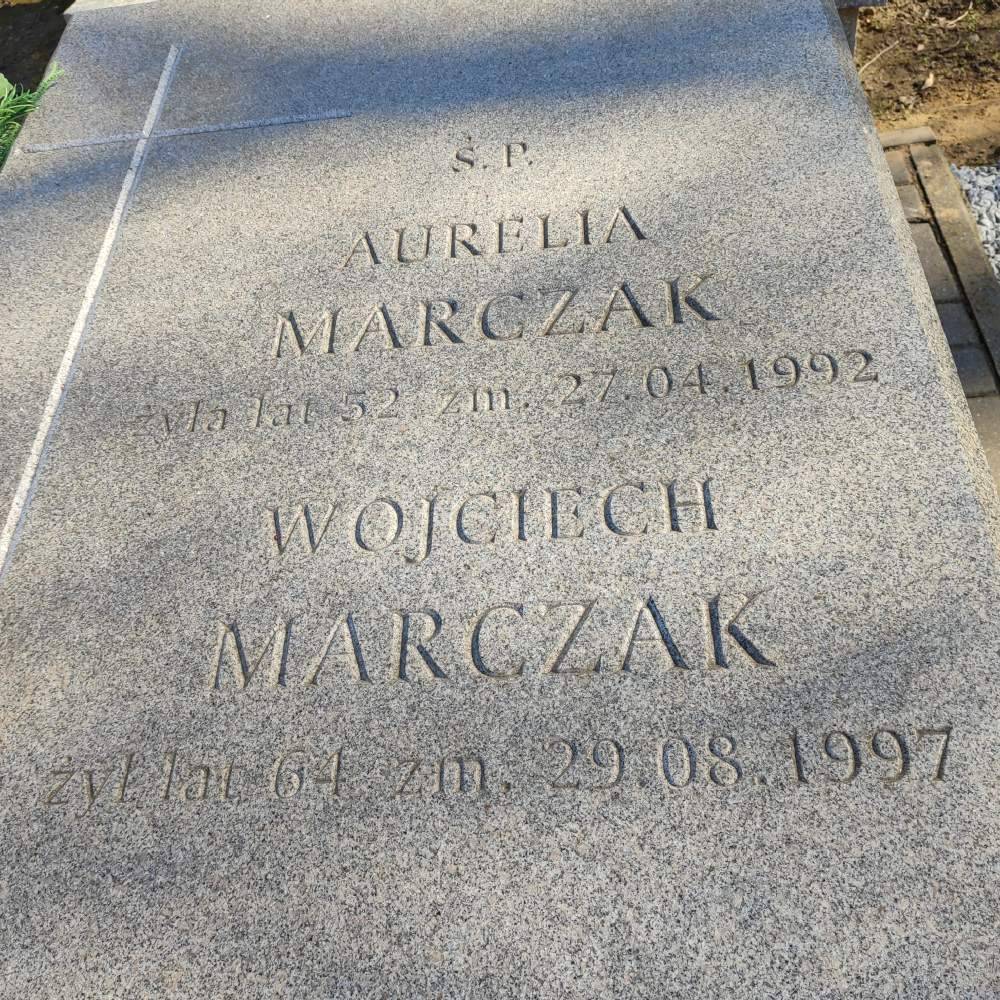 Ś. P.
AURELIA
MARCZAK
żyła lat 52 zm. 27.04.1992
WOJCIECH
MARCZAK
żył lat 64 zm. 29.08.1997